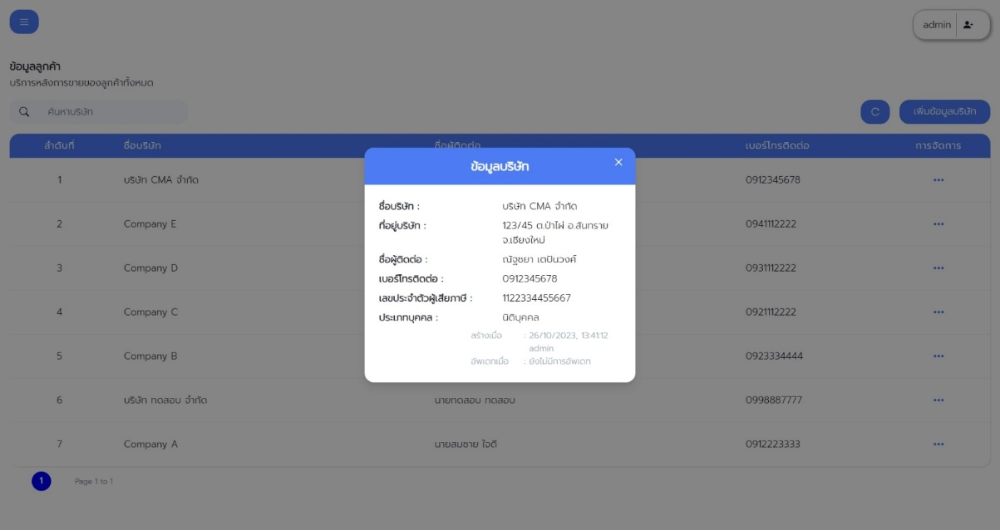 admin
ข้อมูลลูกค้า
บริการหลังการขายของลูกค้าทั้งหมด
ค้นหาบริษัท
เพิ่มข้อมูลบริษัท
ลำดับที่ ชื่อบริษัท ชื่อผู้ติดต่อ เบอร์โทรติดต่อ การจัดการ
1 บริษัท CMA จำกัด 0912345678
2 Company E 0941112222
3 Company D 0931112222
4 Company C 0921112222
5 Company B 0923334444
6 บริษัท ทดสอบ จำกัด นายทดสอบ ทดสอบ 0998887777
7 Company A นายสมชาย ใจดี 0912223333
1 Page 1 to 1
ข้อมูลบริษัท
ชื่อบริษัท : บริษัท CMA จำกัด
ที่อยู่บริษัท : 123/45 ต.ป่าไผ่ อ.สันทราย
จ.เชียงใหม่
ชื่อผู้ติดต่อ : ณัฐชยา เตปินวงศ์
เบอร์โทรติดต่อ : 0912345678
เลขประจำตัวผู้เสียภาษี : 1122334455667
ประเภทบุคคล : นิติบุคคล
สร้างเมื่อ : 26/10/2023, 13:41:12
admin
อัพเดทเมื่อ : ยังไม่มีการอัพเดท